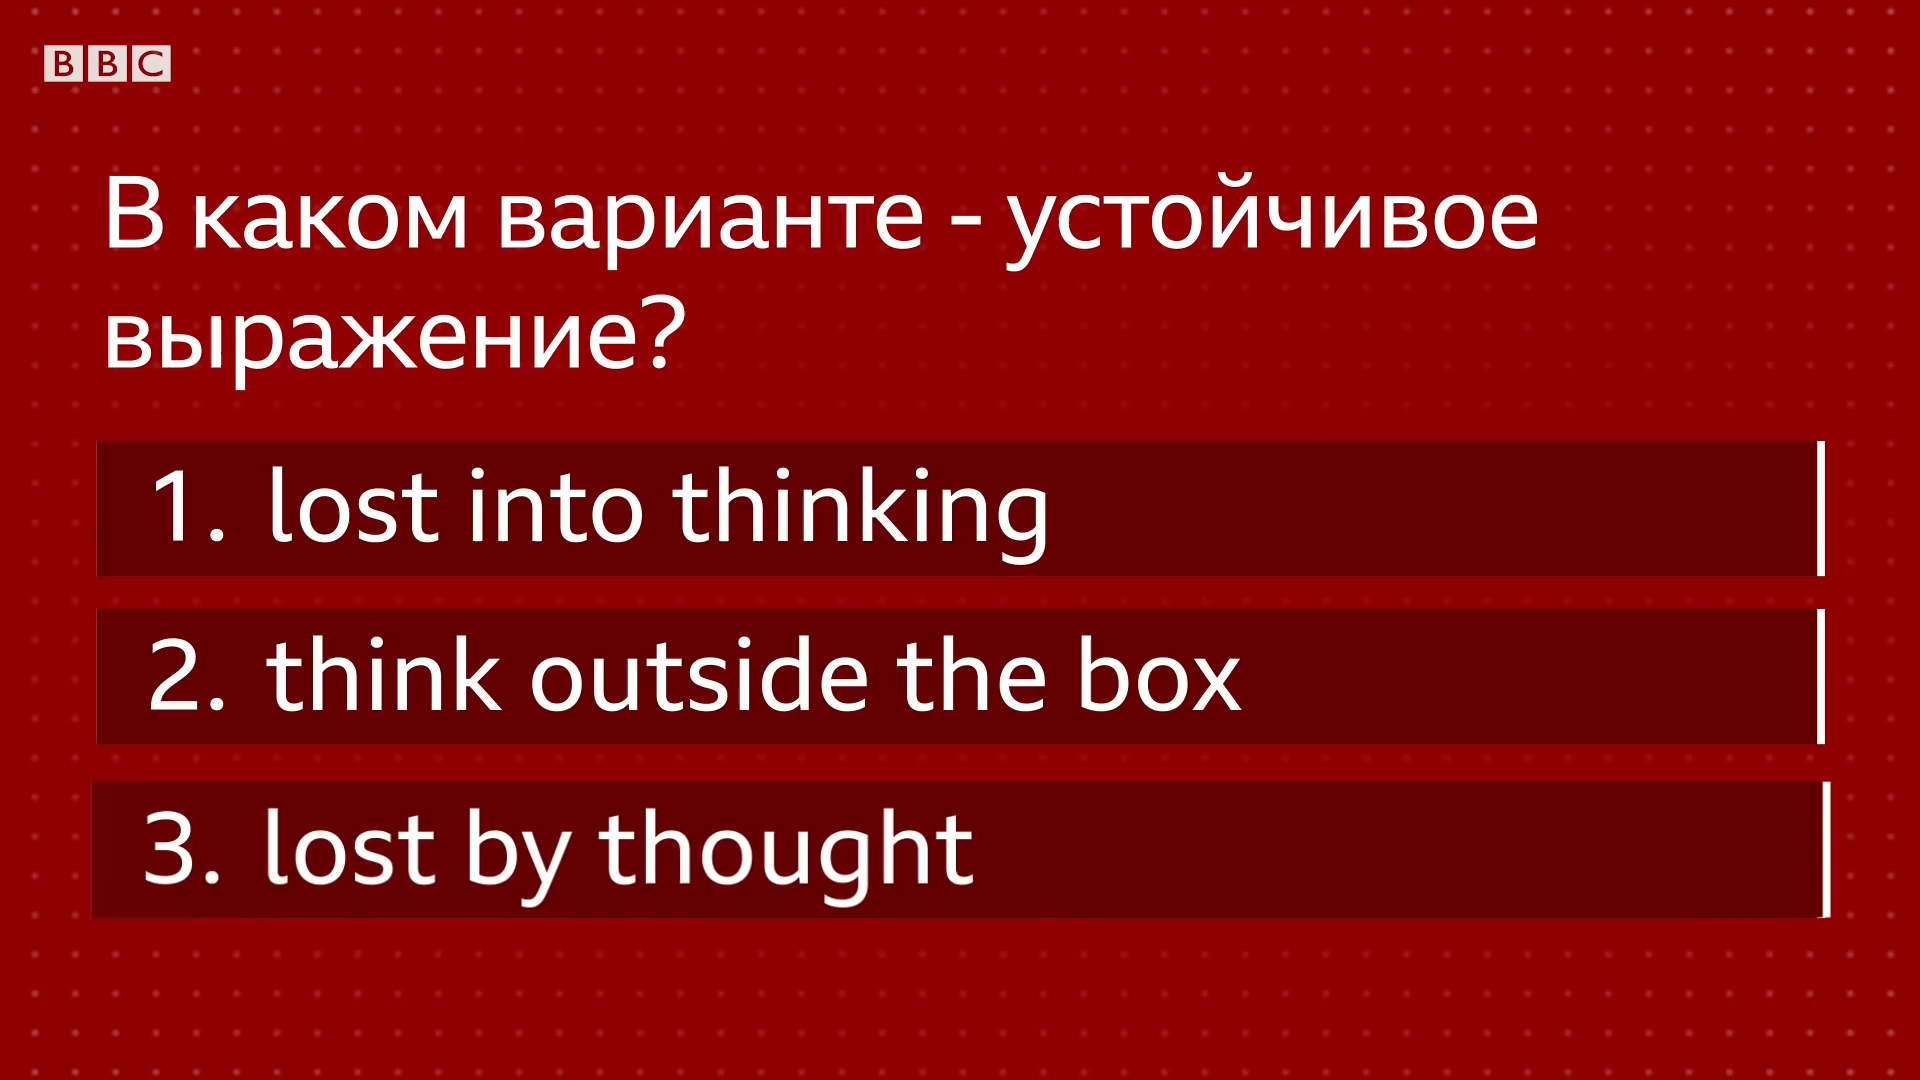 BBC
В каком варианте - устойчивое
выражение?
1. lost into thinking
2. think outside the box
3. lost by thought